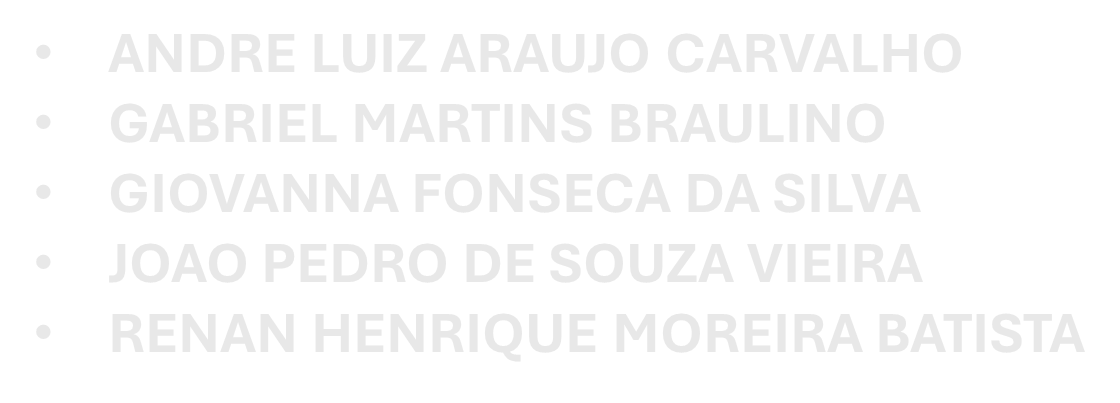 • ANDRE LUIZ ARAUJO CARVALHO
• GABRIEL MARTINS BRAULINO
• GIOVANNA FONSECA DA SILVA
• JOAO PEDRO DE SOUZA VIEIRA
• RENAN HENRIQUE MOREIRA BATISTA